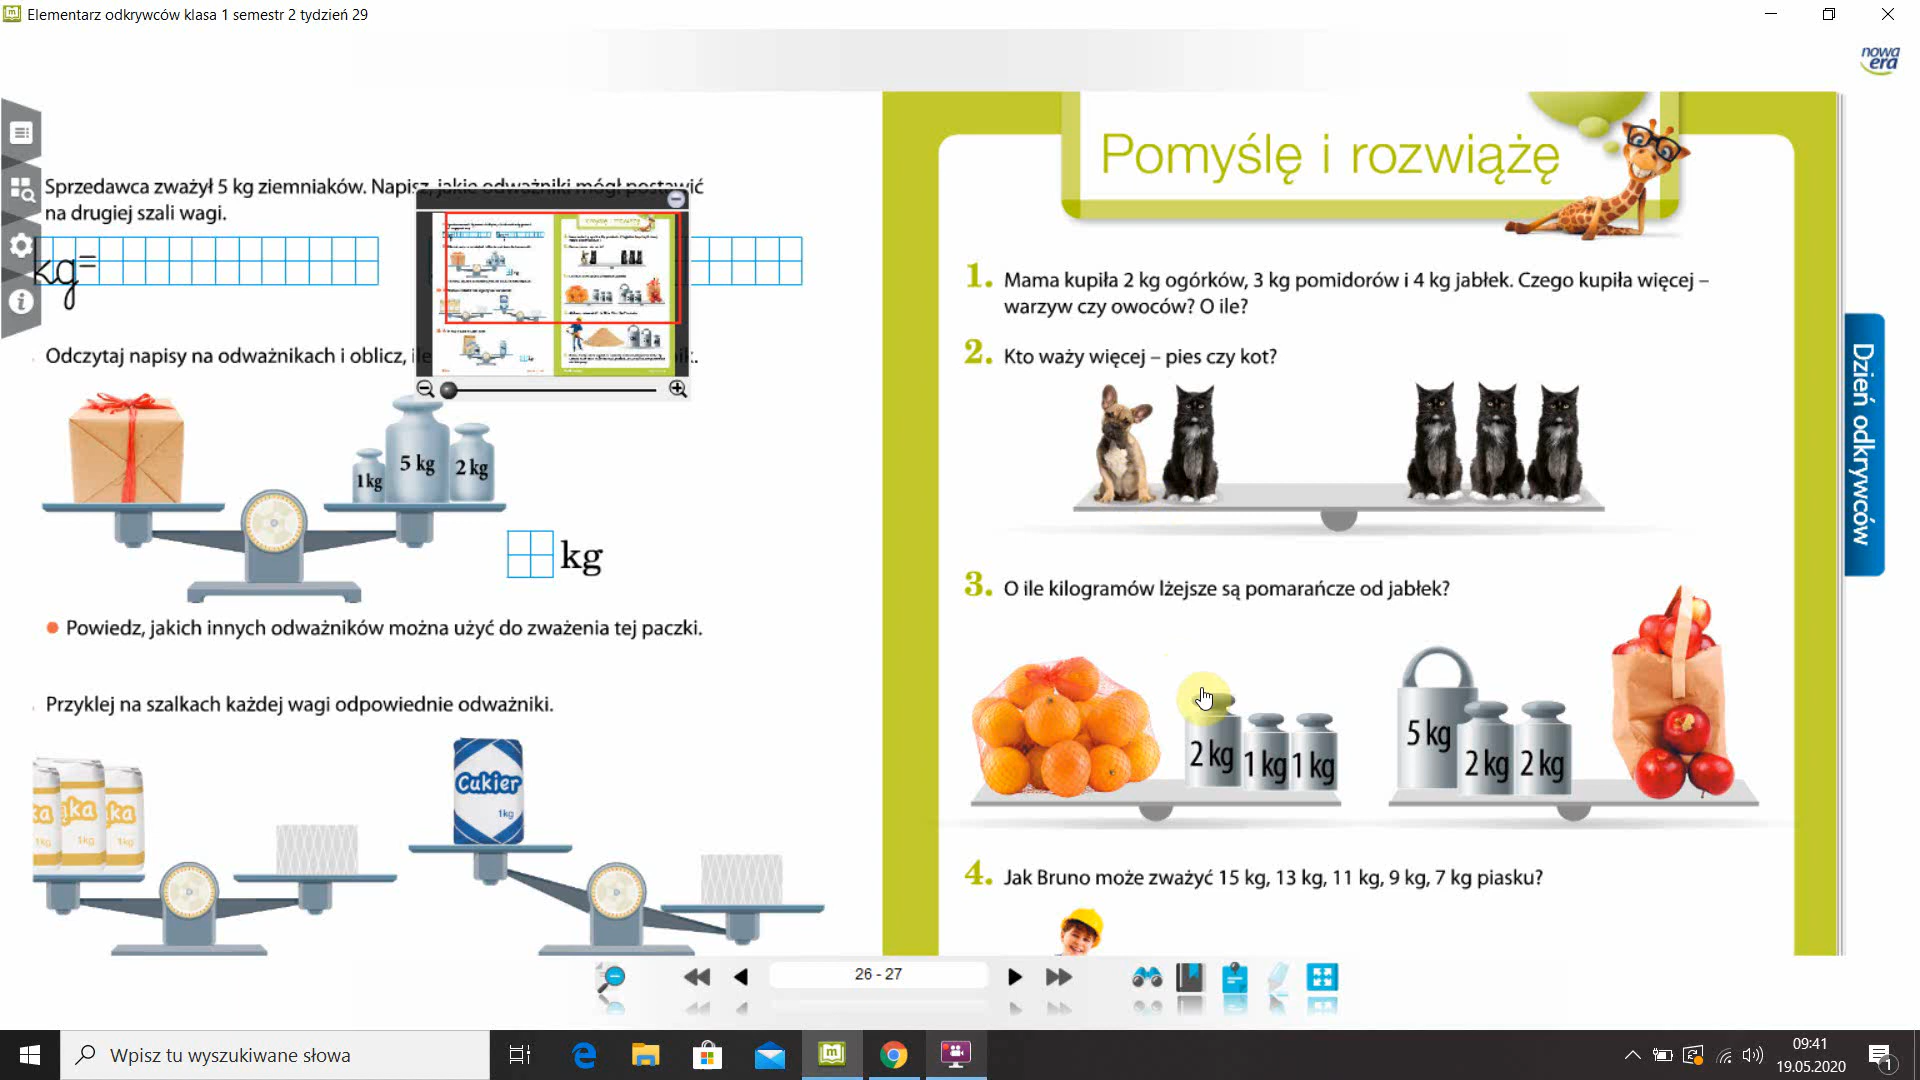 Elementarz odkrywców klasa 1 semestr 2 tydzień 29
nowa
era
Sprzedawca zważył 5 kg ziemniaków. Napisz, jakie odważniki mógł postawić
na drugiej szali wagi.
kg=
Odczytaj napisy na odważnikach i oblicz,
1 kg
5 kg
2 kg
kg
Powiedz, jakich innych odważników można użyć do zważenia tej paczki.
Przyklej na szalkach każdej wagi odpowiednie odważniki.
ka
1kg
ąka
1kg
ka
1kg
Cukier
1kg
Pomyślę i rozwiążę
1. Mama kupiła 2 kg ogórków, 3 kg pomidorów i 4 kg jabłek. Czego kupiła więcej –
warzyw czy owoców? O ile?
2. Kto waży więcej – pies czy kot?
3. O ile kilogramów lżejsze są pomarańcze od jabłek?
2 kg
1 kg
1 kg
5 kg
2 kg
2 kg
4. Jak Bruno może zważyć 15 kg, 13 kg, 11 kg, 9 kg, 7 kg piasku?
Dzień odkrywców
26 - 27
Wpisz tu wyszukiwane słowa
09:41
19.05.2020
1